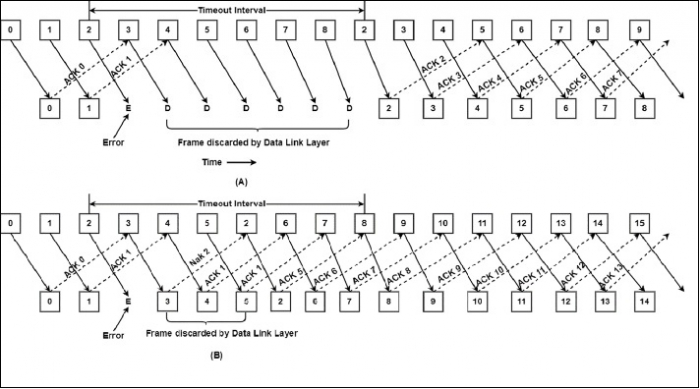 Timeout Interval
0 1 2 3 4 5 6 7 8 2 3 4 5 6 7 8 9
ACK 0 ACK 1 ACK 2 ACK 3 ACK 4 ACK 5 ACK 6 ACK 7
0 1 E D D D D D D 2 3 4 5 6 7 8
Error
Frame discarded by Data Link Layer
Time
(A)
Timeout Interval
0 1 2 3 4 5 2 6 7 8 9 10 11 12 13 14 15
ACK 0 ACK 1 Nak 2 ACK 1 ACK 1 ACK 5 ACK 6 ACK 7 ACK 8 ACK 9 ACK 10 ACK 11 ACK 12 ACK 13
0 1 E 3 4 5 2 6 7 8 9 10 11 12 13 14
Error
Frame discarded by Data Link Layer
(B)